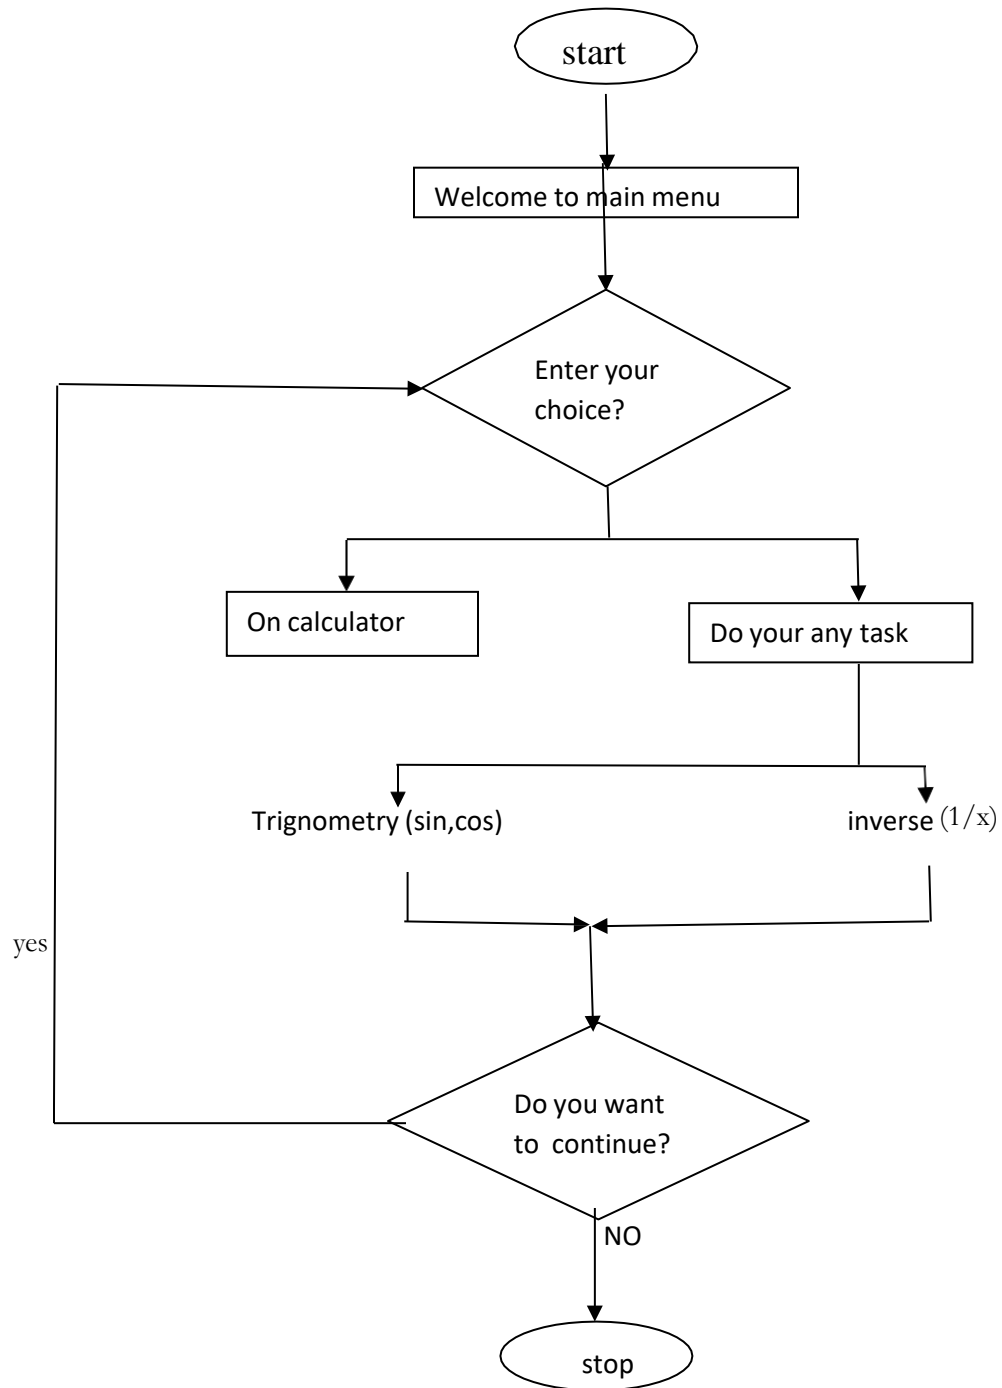 start
Welcome to main menu
Enter your
choice?
On calculator
Do your any task
Trignometry (sin,cos)
inverse (1/x)
yes
Do you want
to continue?
NO
stop